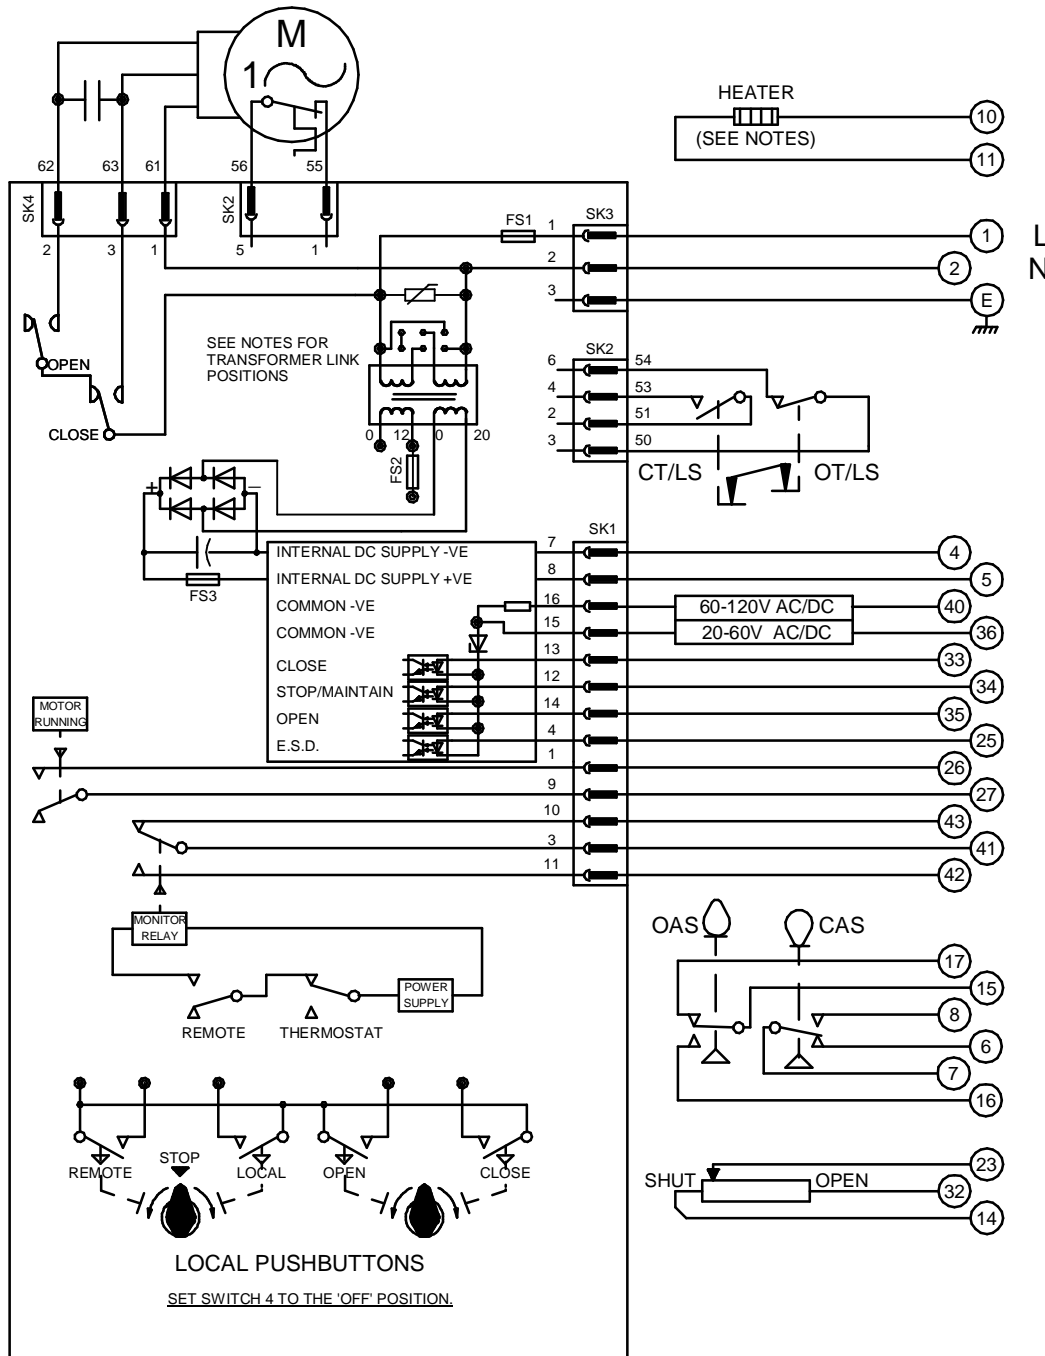 M
1
HEATER
(SEE NOTES)
10
11
62 63 61 56 55
SK4
SK2
2 3 1 5 1
FS1
SK3
1
1
L
2
2
N
3
E
SEE NOTES FOR
TRANSFORMER LINK
POSITIONS
OPEN
CLOSE
0 12 0 20
FS2
SK2
6 54
4 53
2 51
3 50
CT/LS
OT/LS
+
–
FS3
SK1
INTERNAL DC SUPPLY -VE 7 4
INTERNAL DC SUPPLY +VE 8 5
COMMON -VE 16 60-120V AC/DC 40
COMMON -VE 15 20-60V AC/DC 36
CLOSE 13 33
STOP/MAINTAIN 12 34
OPEN 14 35
E.S.D. 4 25
MOTOR
RUNNING
1 26
9 27
10 43
3 41
11 42
MONITOR
RELAY
POWER
SUPPLY
REMOTE
THERMOSTAT
OAS
CAS
17
15
8
6
7
16
REMOTE
STOP
LOCAL
OPEN
CLOSE
SHUT
OPEN
23
32
14
LOCAL PUSHBUTTONS
SET SWITCH 4 TO THE 'OFF' POSITION.